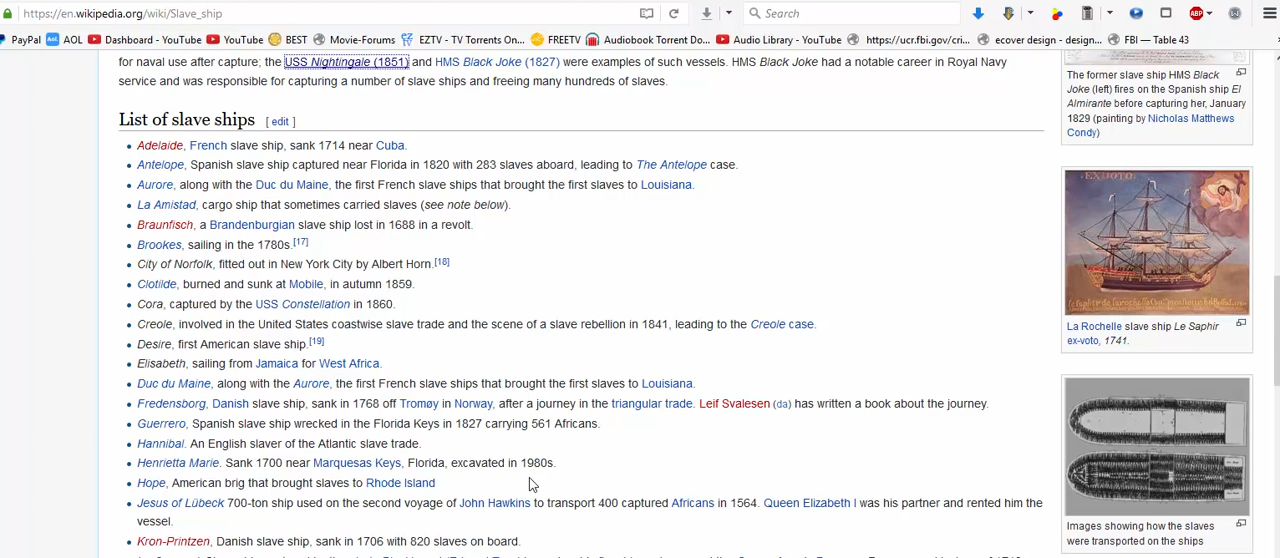 https://en.wikipedia.org/wiki/Slave_ship
Search
ABP
PayPal AOL Dashboard - YouTube YouTube BEST Movie-Forums EZTV - TV Torrents On... FREETV Audiobook Torrent Do... Audio Library - YouTube https://ucr.fbi.gov/cri... ecover design - design... FBI — Table 43
for naval use after capture; the USS Nightingale (1851) and HMS Black Joke (1827) were examples of such vessels. HMS Black Joke had a notable career in Royal Navy
service and was responsible for capturing a number of slave ships and freeing many hundreds of slaves.
List of slave ships [ edit ]
• Adelaide, French slave ship, sank 1714 near Cuba.
• Antelope, Spanish slave ship captured near Florida in 1820 with 283 slaves aboard, leading to The Antelope case.
• Aurore, along with the Duc du Maine, the first French slave ships that brought the first slaves to Louisiana.
• La Amistad, cargo ship that sometimes carried slaves (see note below).
• Braunfisch, a Brandenburgian slave ship lost in 1688 in a revolt.
• Brookes, sailing in the 1780s.[17]
• City of Norfolk, fitted out in New York City by Albert Horn.[18]
• Clotilde, burned and sunk at Mobile, in autumn 1859.
• Cora, captured by the USS Constellation in 1860.
• Creole, involved in the United States coastwise slave trade and the scene of a slave rebellion in 1841, leading to the Creole case.
• Desire, first American slave ship.[19]
• Elisabeth, sailing from Jamaica for West Africa.
• Duc du Maine, along with the Aurore, the first French slave ships that brought the first slaves to Louisiana.
• Fredensborg, Danish slave ship, sank in 1768 off Tromøy in Norway, after a journey in the triangular trade. Leif Svalesen (da) has written a book about the journey.
• Guerrero, Spanish slave ship wrecked in the Florida Keys in 1827 carrying 561 Africans.
• Hannibal. An English slaver of the Atlantic slave trade.
• Henrietta Marie. Sank 1700 near Marquesas Keys, Florida, excavated in 1980s.
• Hope, American brig that brought slaves to Rhode Island
• Jesus of Lübeck 700-ton ship used on the second voyage of John Hawkins to transport 400 captured Africans in 1564. Queen Elizabeth I was his partner and rented him the
vessel.
• Kron-Printzen, Danish slave ship, sank in 1706 with 820 slaves on board.
The former slave ship HMS Black
Joke (left) fires on the Spanish ship El
Almirante before capturing her, January
1829 (painting by Nicholas Matthews
Condy)
EX-DOTO
La Rochelle slave ship Le Saphir
ex-voto, 1741.
Images showing how the slaves
were transported on the ships